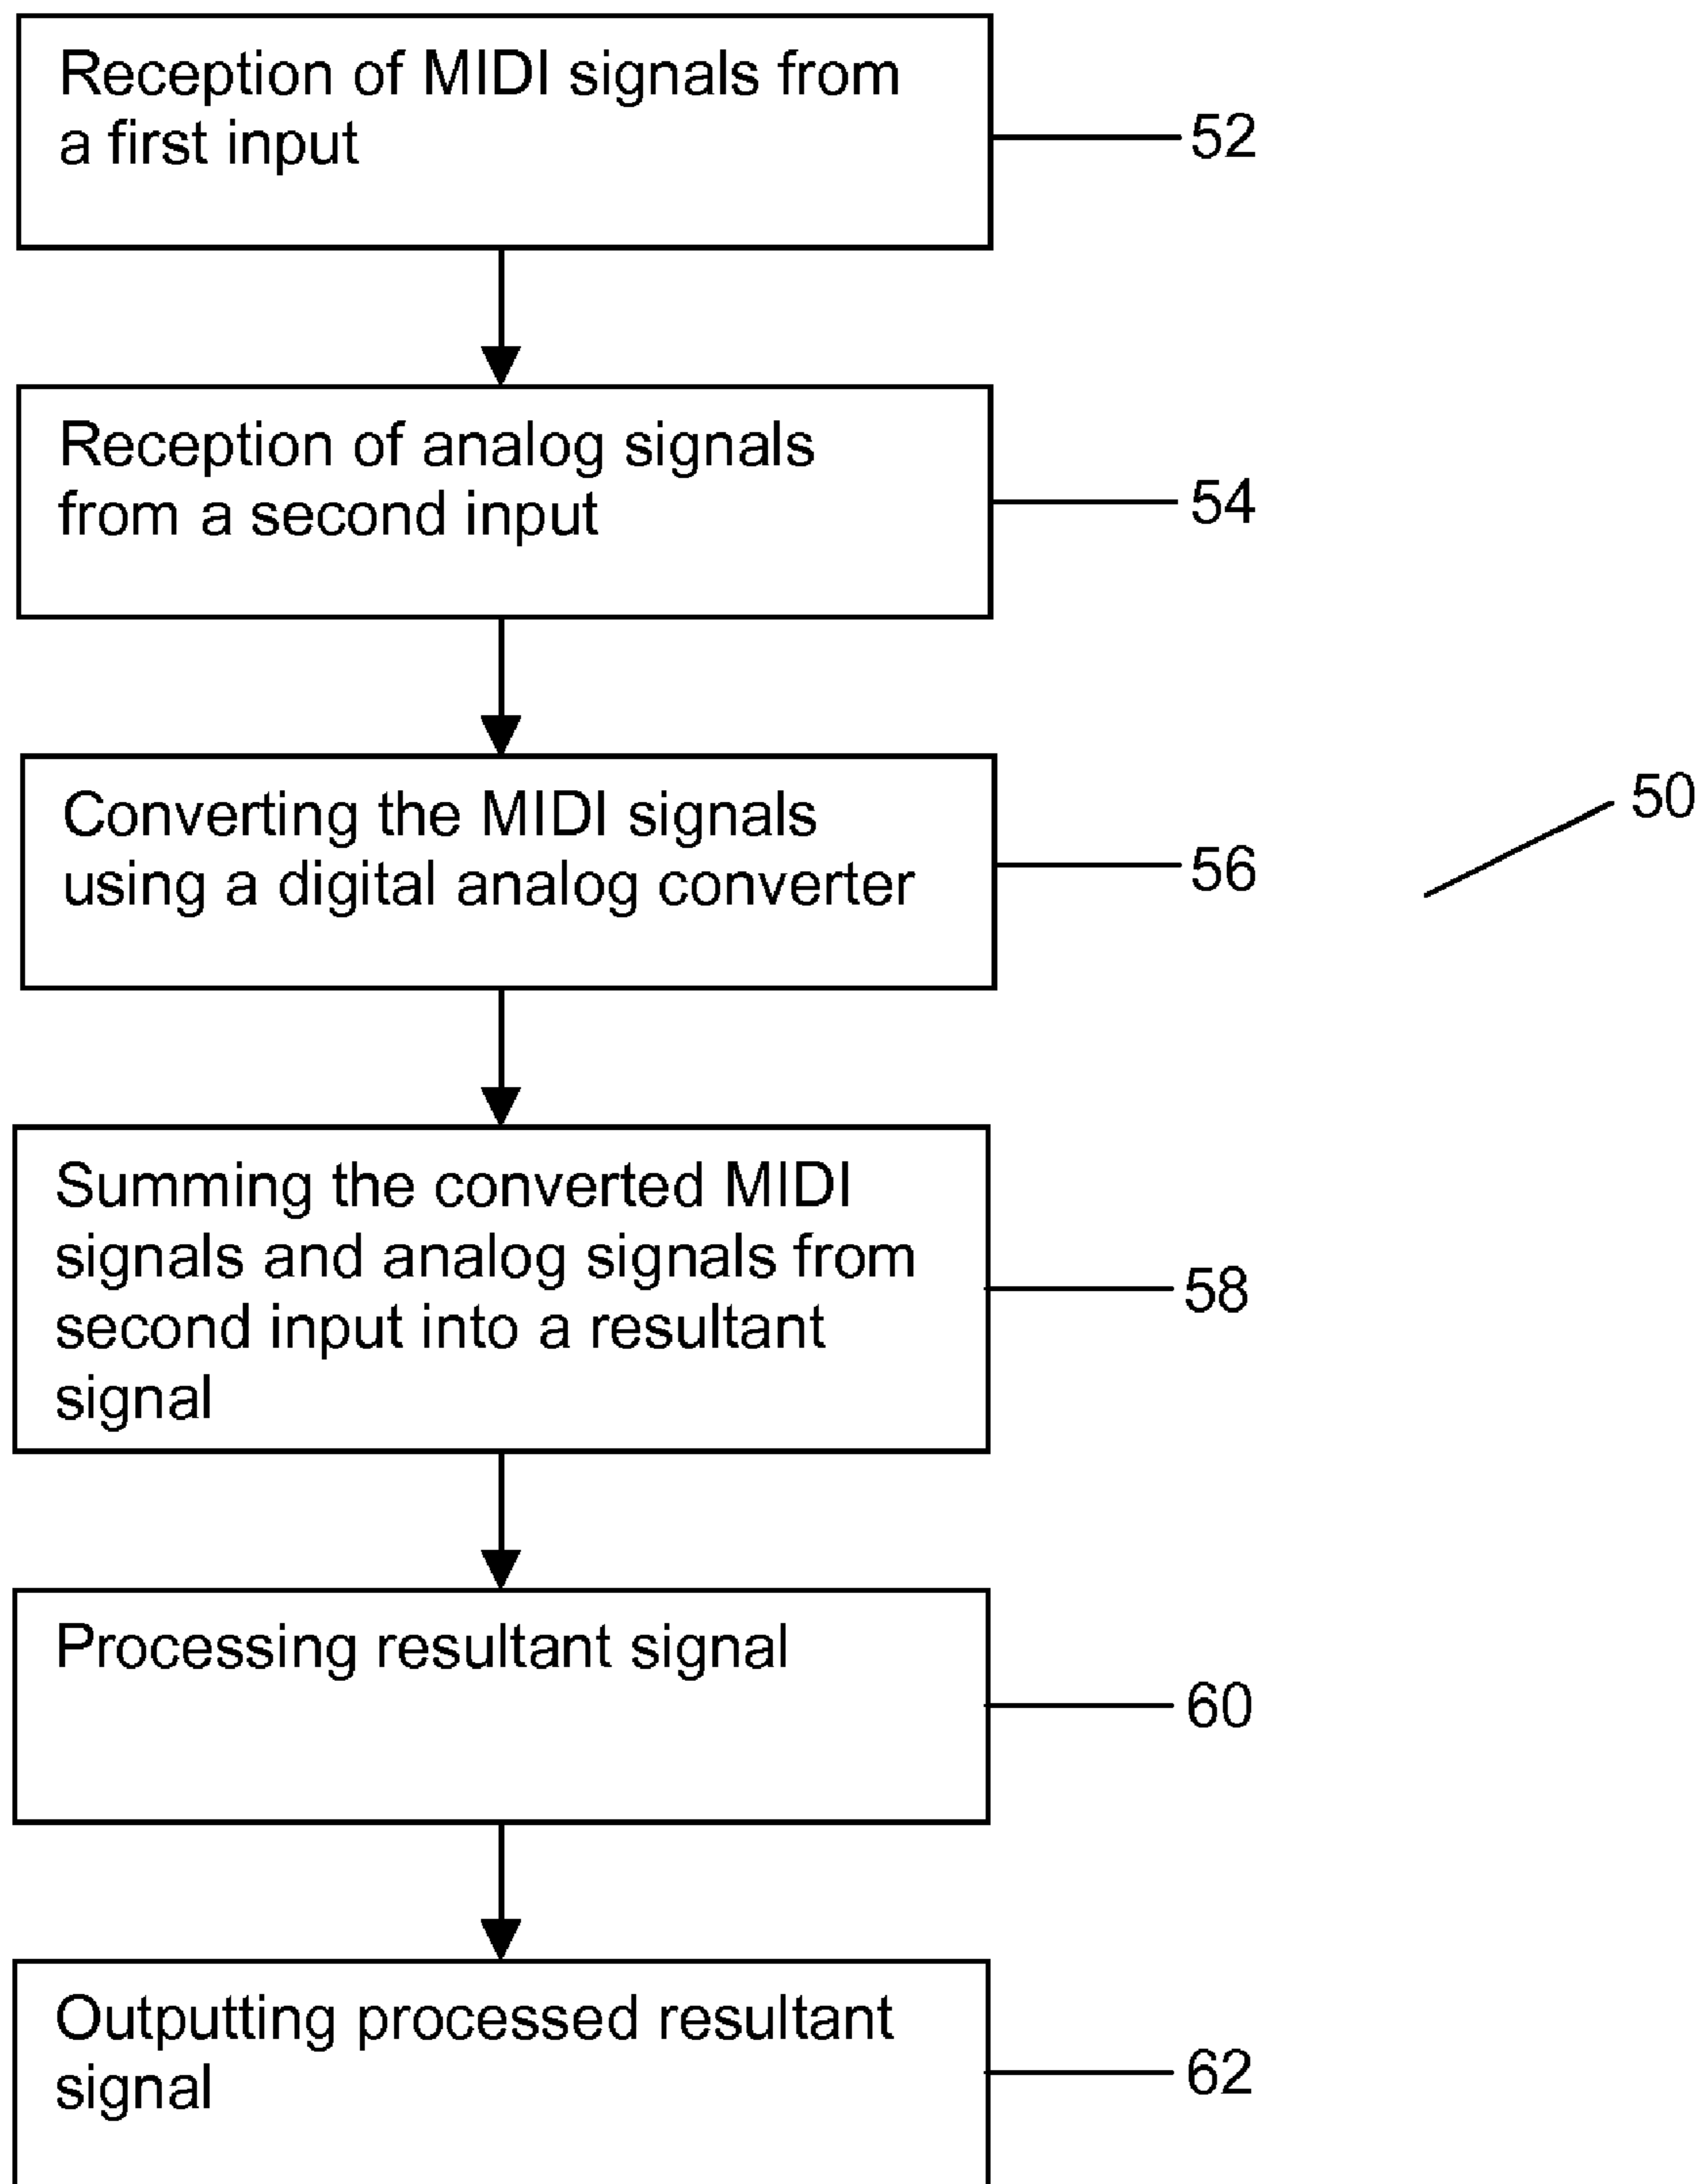 Reception of MIDI signals from
a first input
52
Reception of analog signals
from a second input
54
Converting the MIDI signals
using a digital analog converter
56
50
Summing the converted MIDI
signals and analog signals from
second input into a resultant
signal
58
Processing resultant signal
60
Outputting processed resultant
signal
62